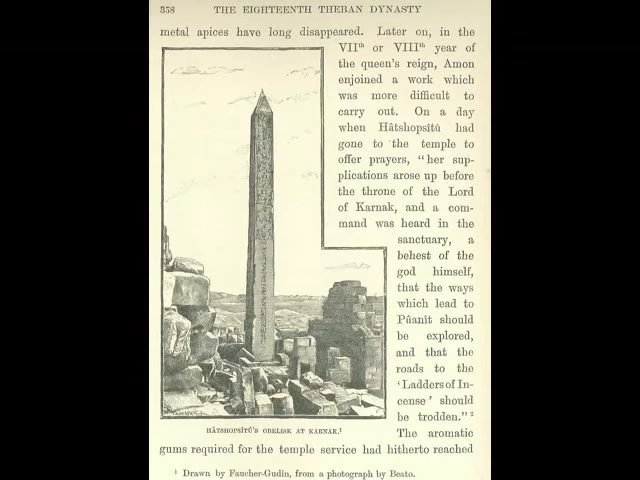 358 THE EIGHTEENTH THEBAN DYNASTY
metal apices have long disappeared. Later on, in the
VIIth or VIIIth year of
the queen's reign, Amon
enjoined a work which
was more difficult to
carry out. On a day
when Hâtshopsîtû had
gone to the temple to
offer prayers, "her sup-
plications arose up before
the throne of the Lord
of Karnak, and a com-
mand was heard in the
sanctuary, a
behest of the
god himself,
that the ways
which lead to
Pûanît should
be explored,
and that the
roads to the
'Ladders of In-
cense' should
be trodden." 2
The aromatic
HÂTSHOPSÎTÛ'S OBELISK AT KARNAK.1
gums required for the temple service had hitherto reached
1 Drawn by Faucher-Gudin, from a photograph by Beato.